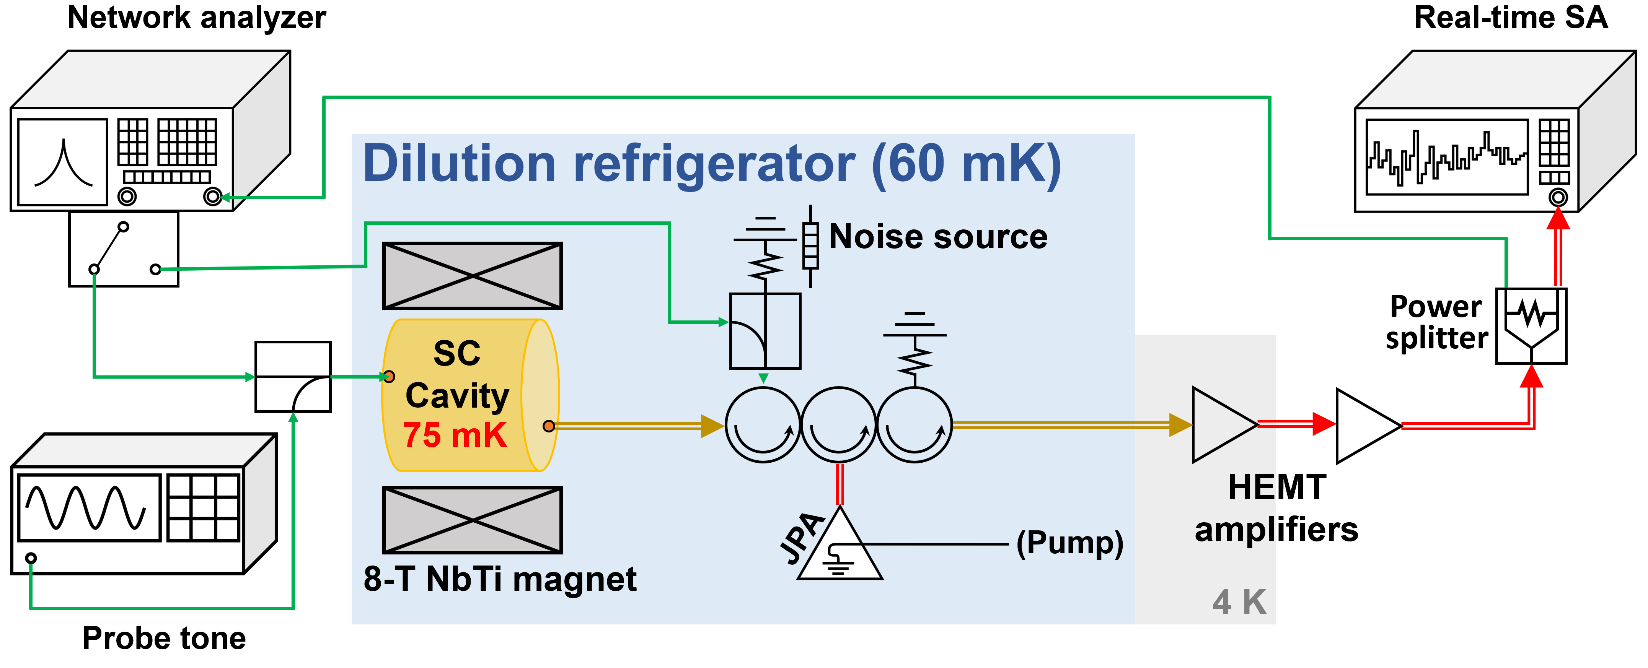 Network analyzer
Real-time SA
Dilution refrigerator (60 mK)
Noise source
SC
Cavity
75 mK
Power
splitter
HEMT
amplifiers
JPA
(Pump)
8-T NbTi magnet
4 K
Probe tone